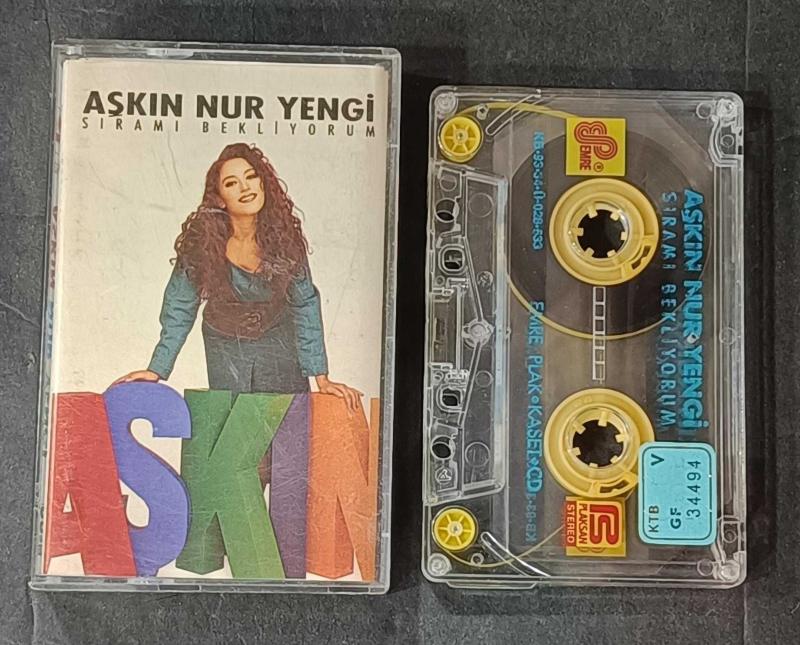 AŞKIN NUR YENGİ
SIRAMI BEKLİYORUM
AŞKIN
EMRE
AŞKIN NUR YENGİ
SIRAMI BEKLİYORUM
EMRE PLAK•KASET•CD
PLAKSAN
STEREO
KTB
V
GF
34494